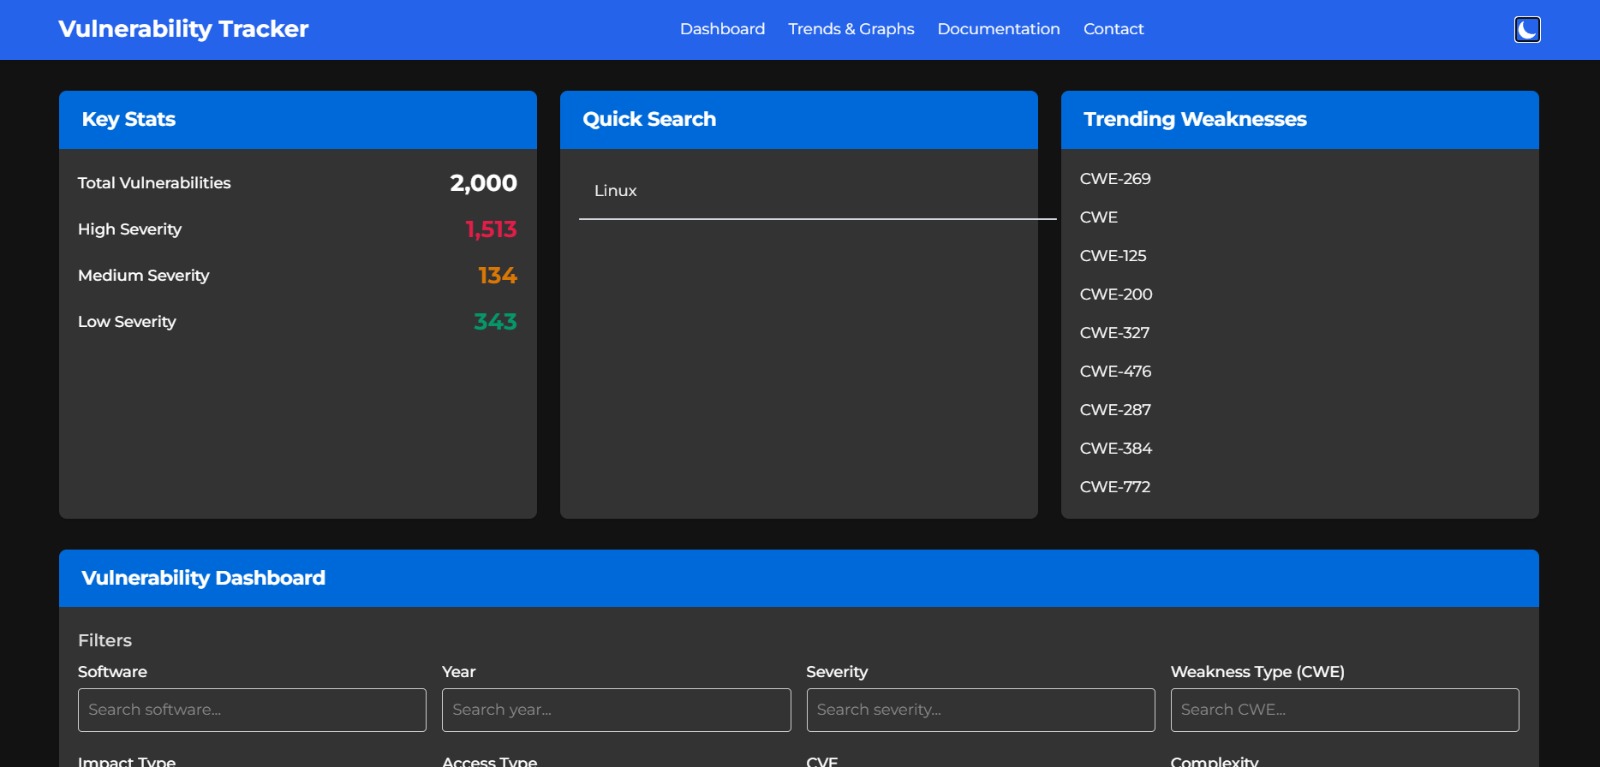 Vulnerability Tracker
Dashboard Trends & Graphs Documentation Contact
Key Stats
Total Vulnerabilities 2,000
High Severity 1,513
Medium Severity 134
Low Severity 343
Quick Search
Linux
Trending Weaknesses
CWE-269
CWE
CWE-125
CWE-200
CWE-327
CWE-476
CWE-287
CWE-384
CWE-772
Vulnerability Dashboard
Filters
Software Year Severity Weakness Type (CWE)
Search software... Search year... Search severity... Search CWE...
Impact Type Access Type CVE Complexity